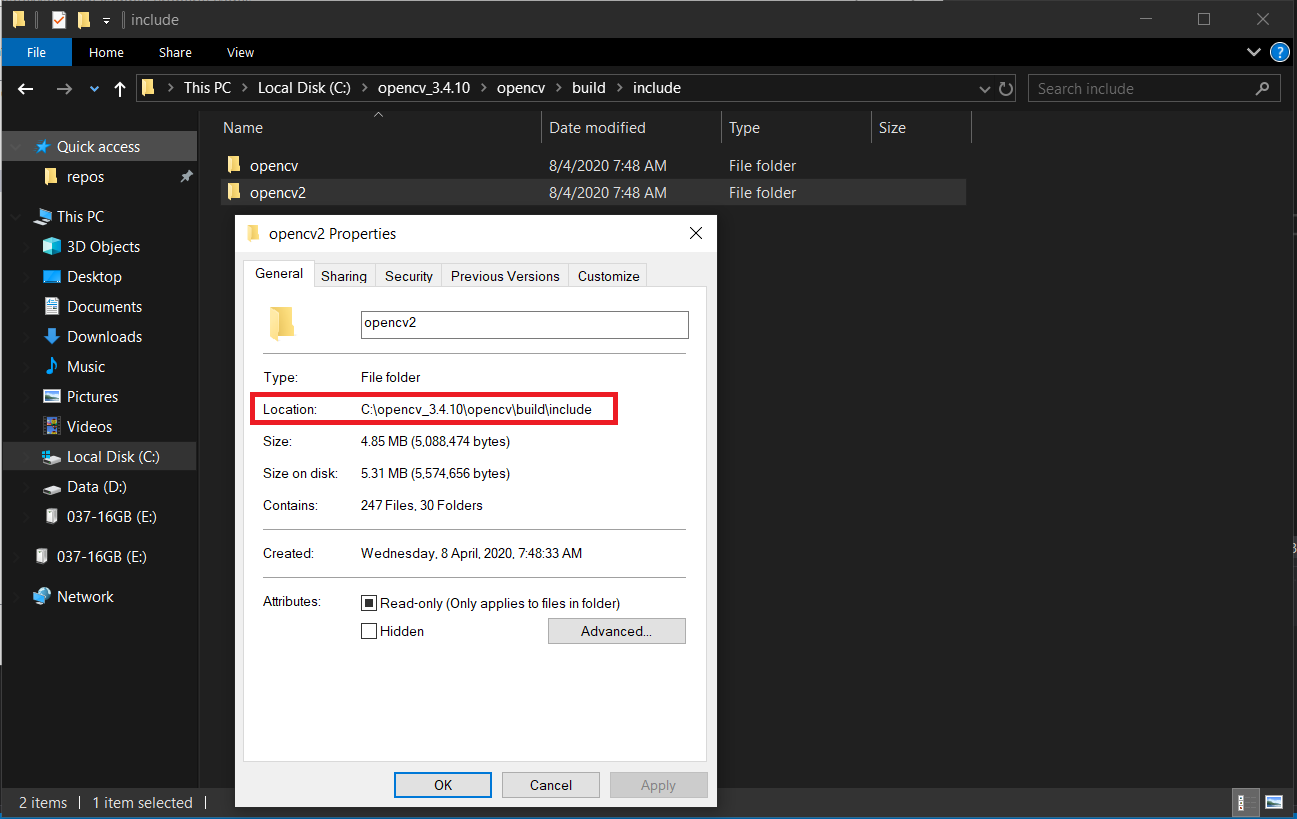 include
File Home Share View
This PC Local Disk (C:) opencv_3.4.10 opencv build include
Search include
Name Date modified Type Size
Quick access
repos
This PC
3D Objects
Desktop
Documents
Downloads
Music
Pictures
Videos
Local Disk (C:)
Data (D:)
037-16GB (E:)
037-16GB (E:)
Network
opencv 8/4/2020 7:48 AM File folder
opencv2 8/4/2020 7:48 AM File folder
opencv2 Properties
General Sharing Security Previous Versions Customize
opencv2
Type: File folder
Location: C:\opencv_3.4.10\opencv\build\include
Size: 4.85 MB (5,088,474 bytes)
Size on disk: 5.31 MB (5,574,656 bytes)
Contains: 247 Files, 30 Folders
Created: Wednesday, 8 April, 2020, 7:48:33 AM
Attributes: Read-only (Only applies to files in folder)
Hidden Advanced...
OK Cancel Apply
2 items 1 item selected